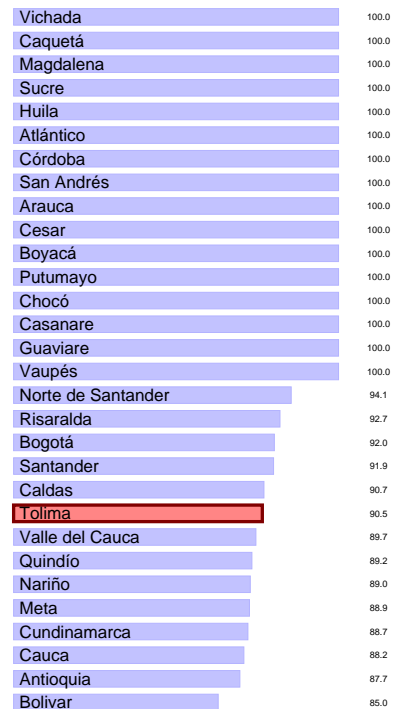 Vichada 100.0
Caquetá 100.0
Magdalena 100.0
Sucre 100.0
Huila 100.0
Atlántico 100.0
Córdoba 100.0
San Andrés 100.0
Arauca 100.0
Cesar 100.0
Boyacá 100.0
Putumayo 100.0
Chocó 100.0
Casanare 100.0
Guaviare 100.0
Vaupés 100.0
Norte de Santander 94.1
Risaralda 92.7
Bogotá 92.0
Santander 91.9
Caldas 90.7
Tolima 90.5
Valle del Cauca 89.7
Quindío 89.2
Nariño 89.0
Meta 88.9
Cundinamarca 88.7
Cauca 88.2
Antioquia 87.7
Bolivar 85.0